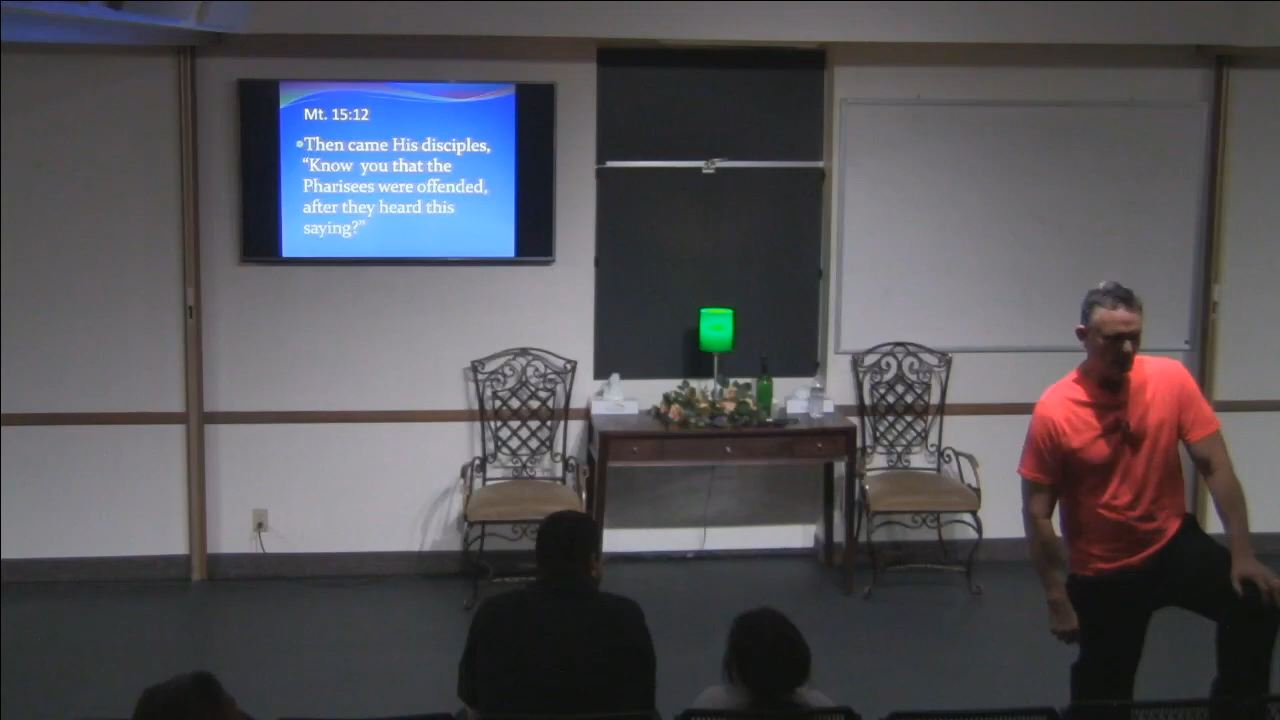 Mt. 15:12
Then came His disciples,
“Know you that the
Pharisees were offended,
after they heard this
saying?”